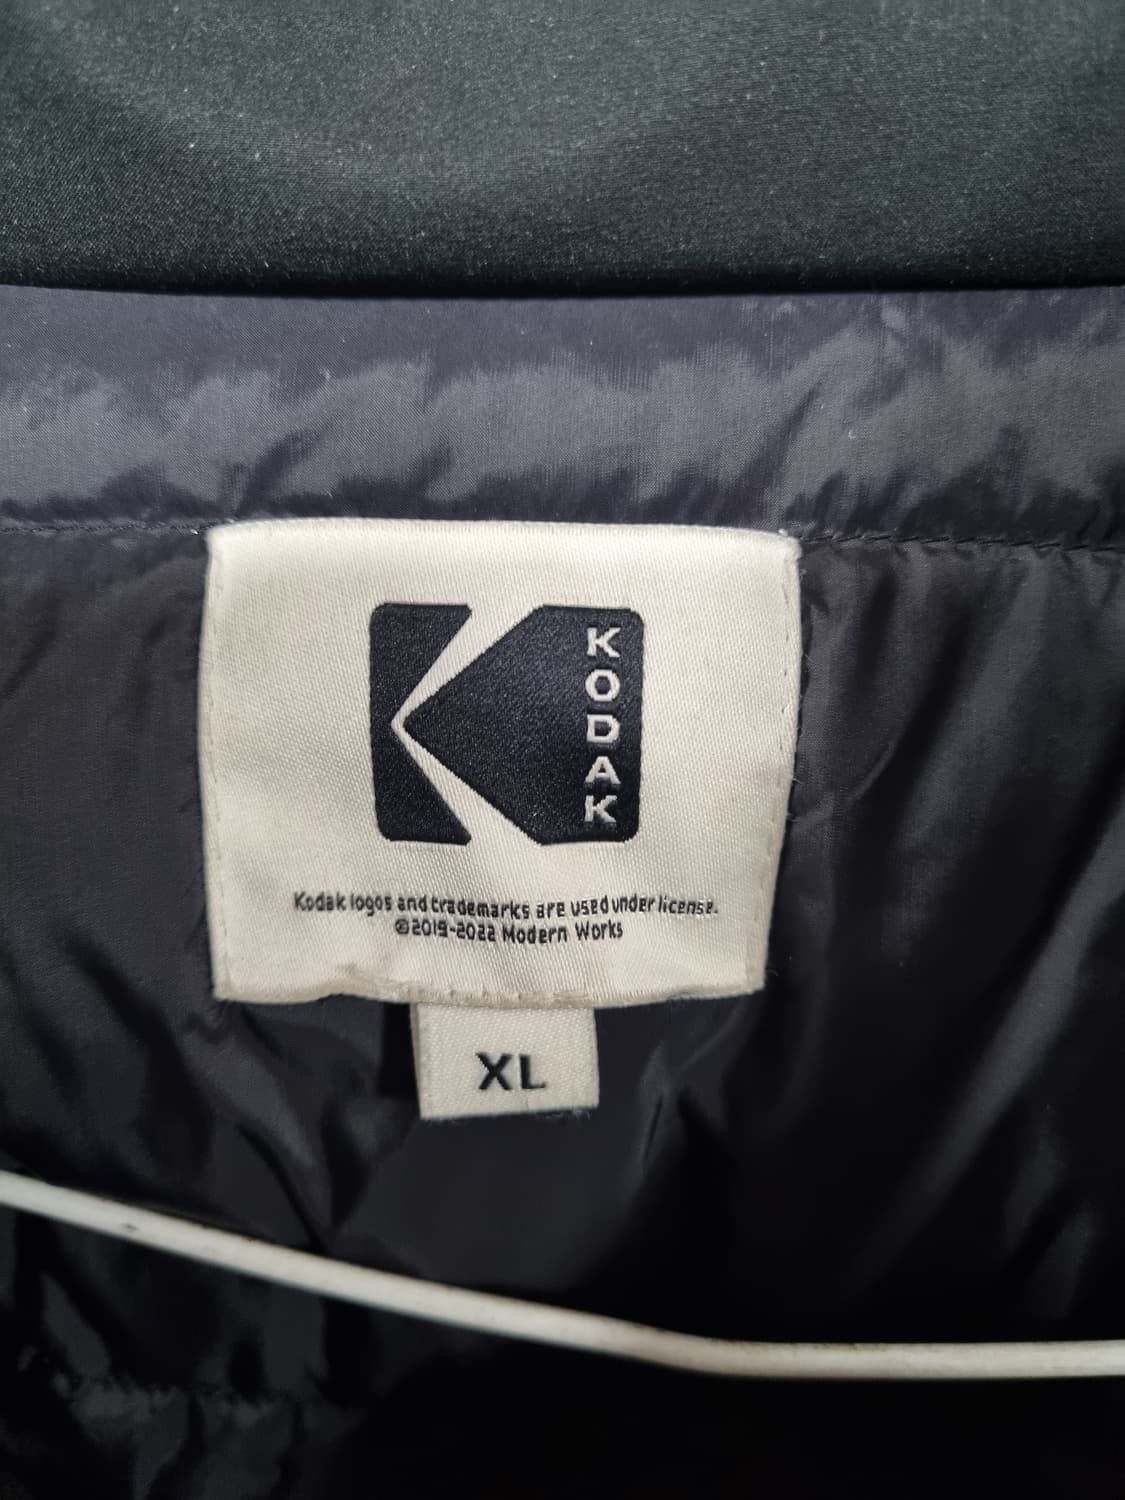 KODAK
Kodak logos and trademarks are used under license.
©2019-2022 Modern Works
XL